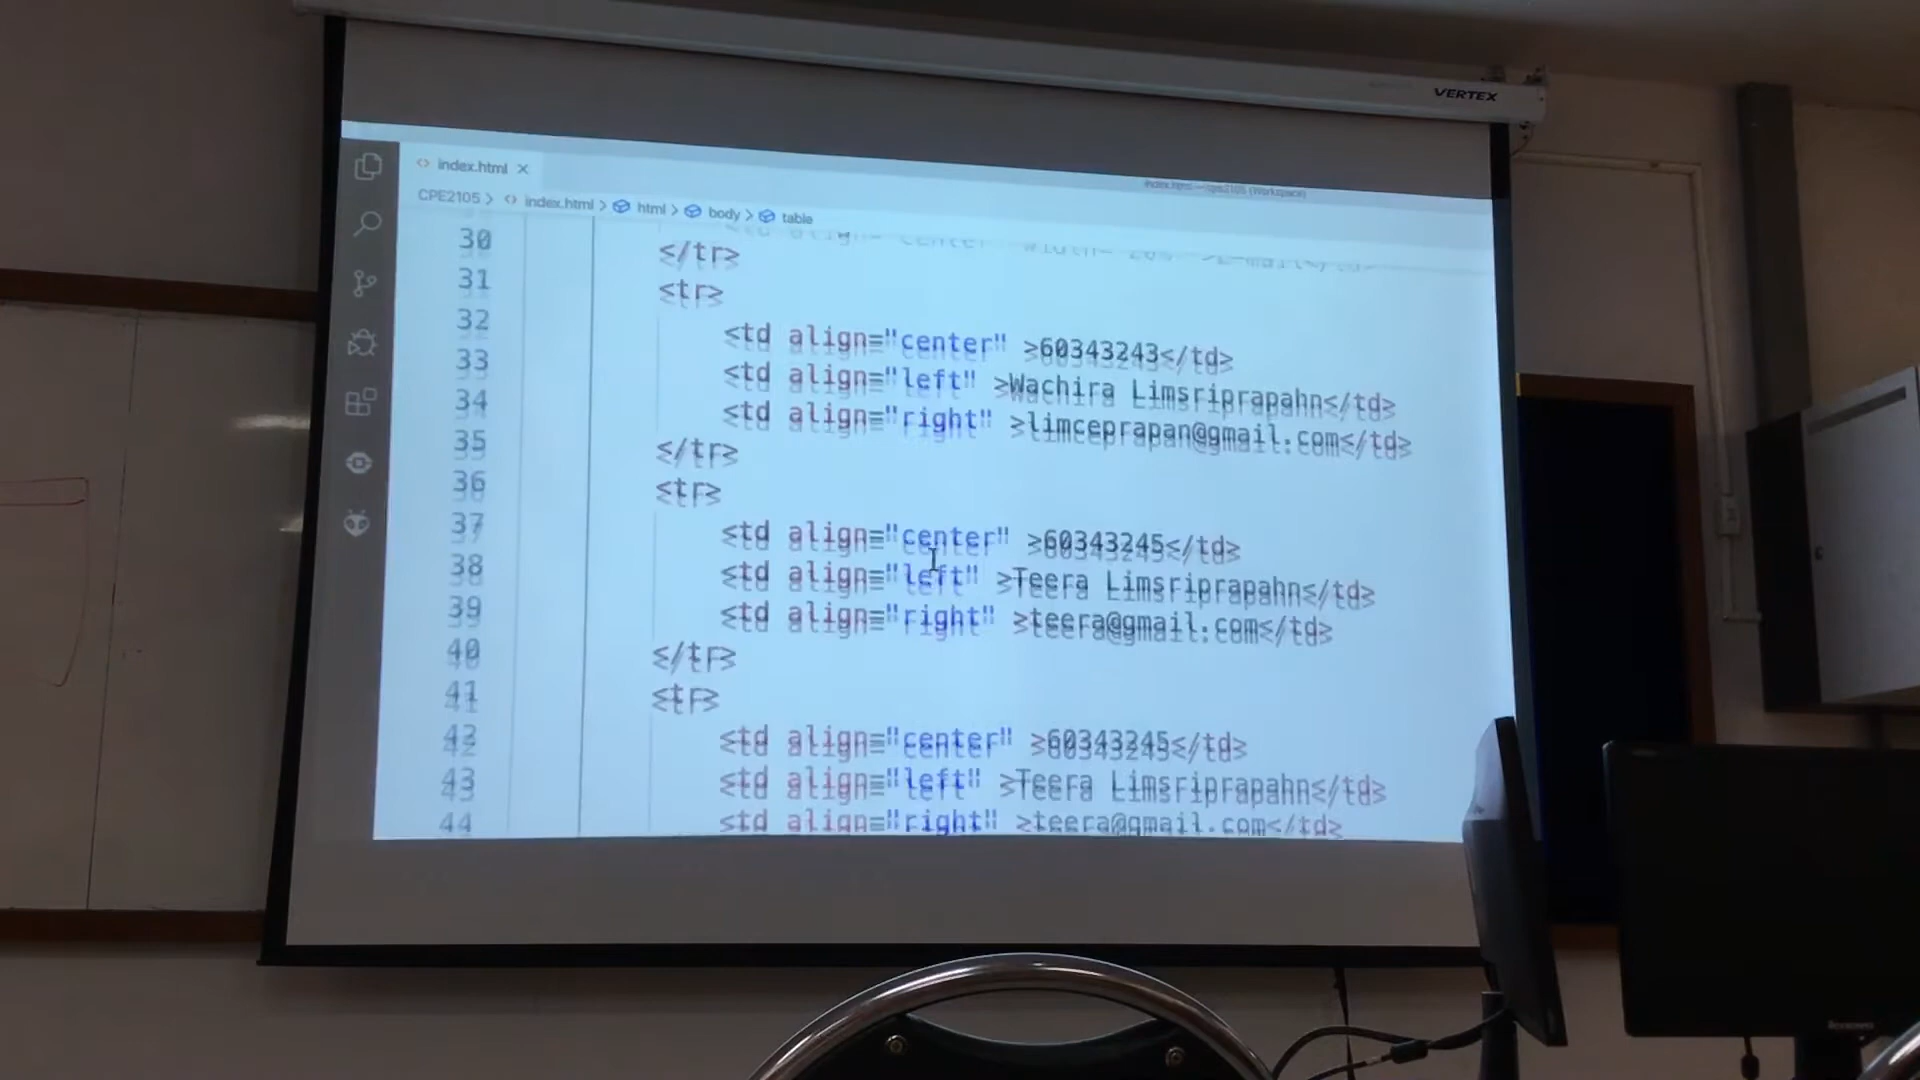 VERTEX
index.html
index.html — cpe2105 (Workspace)
CPE2105 > index.html > html > body > table
30 </tr>
31 <tr>
32 <td align="center" >60343243</td>
33 <td align="left" >Wachira Limsriprapahn</td>
34 <td align="right" >limceprapan@gmail.com</td>
35 </tr>
36 <tr>
37 <td align="center" >60343245</td>
38 <td align="left" >Teera Limsriprapahn</td>
39 <td align="right" >teera@gmail.com</td>
40 </tr>
41 <tr>
42 <td align="center" >60343245</td>
43 <td align="left" >Teera Limsriprapahn</td>
44 <td align="right" >teera@gmail.com</td>